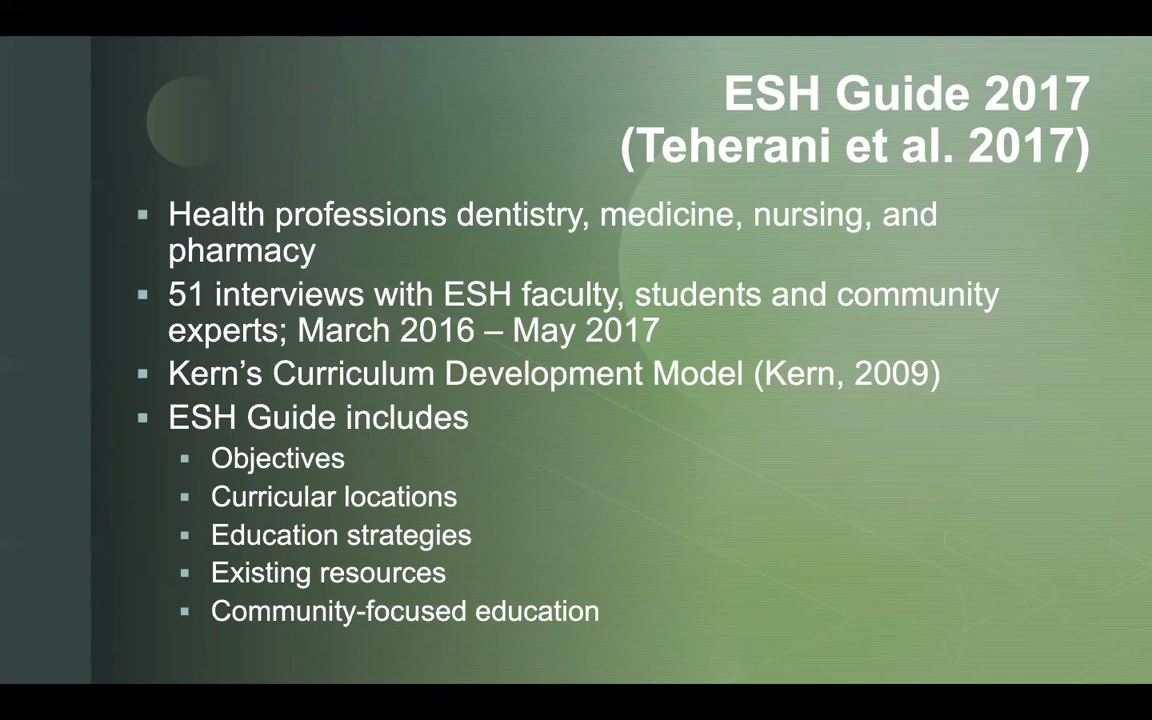 ESH Guide 2017
(Teherani et al. 2017)
▪ Health professions dentistry, medicine, nursing, and
pharmacy
▪ 51 interviews with ESH faculty, students and community
experts; March 2016 – May 2017
▪ Kern’s Curriculum Development Model (Kern, 2009)
▪ ESH Guide includes
▪ Objectives
▪ Curricular locations
▪ Education strategies
▪ Existing resources
▪ Community-focused education